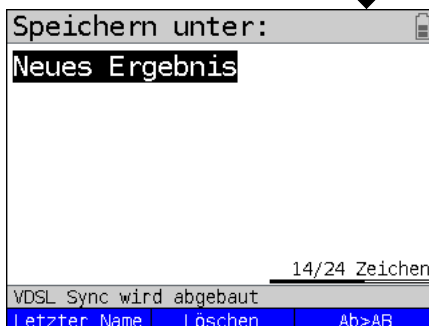 Speichern unter:
Neues Ergebnis
14/24 Zeichen
VDSL Sync wird abgebaut
Letzter Name Löschen Ab>AB